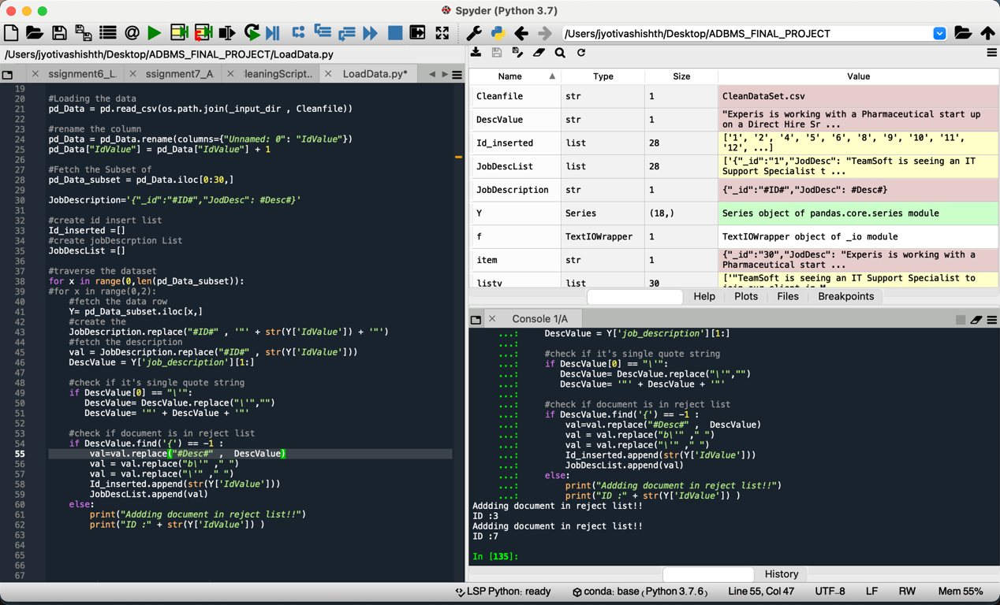 Spyder (Python 3.7)
/Users/jyotivashishth/Desktop/ADBMS_FINAL_PROJECT
/Users/jyotivashishth/Desktop/ADBMS_FINAL_PROJECT/LoadData.py
ssignment6_L. ssignment7_A. leaningScript.. LoadData.py*
19
20 #Loading the data
21 pd_Data = pd.read_csv(os.path.join(_input_dir , Cleanfile))
22
23 #rename the column
24 pd_Data = pd_Data.rename(columns={"Unnamed: 0": "IdValue"})
25 pd_Data["IdValue"] = pd_Data["IdValue"] + 1
26
27 #Fetch the Subset of
28 pd_Data_subset = pd_Data.iloc[0:30,]
29
30 JobDescription='{"_id":"#ID#","JodDesc": #Desc#}'
31
32 #create id insert list
33 Id_inserted =[]
34 #create jobDescrption List
35 JobDescList =[]
36
37 #traverse the dataset
38 for x in range(0,len(pd_Data_subset)):
39 #for x in range(0,2):
40 #fetch the data row
41 Y= pd_Data_subset.iloc[x,]
42 #create the
43 JobDescription.replace("#ID#" , '"' + str(Y['IdValue']) + '"')
44 #fetch the description
45 val = JobDescription.replace("#ID#" , str(Y['IdValue']))
46 DescValue = Y['job_description'][1:]
47
48 #check if it's single quote string
49 if DescValue[0] == "\'":
50 DescValue= DescValue.replace("\'","")
51 DescValue= '"' + DescValue + '"'
52
53 #check if document is in reject list
54 if DescValue.find('{') == -1 :
55 val=val.replace("#Desc#" , DescValue)
56 val = val.replace("b\'" ," ")
57 val = val.replace("\'" ," ")
58 Id_inserted.append(str(Y['IdValue']))
59 JobDescList.append(val)
60 else:
61 print("Addding document in reject list!!")
62 print("ID :" + str(Y['IdValue']) )
63
64
65
66
67
Name Type Size Value
Cleanfile str 1 CleanDataSet.csv
DescValue str 1 "Experis is working with a Pharmaceutical start up
on a Direct Hire Sr ...
Id_inserted list 28 ['1', '2', '4', '5', '6', '8', '9', '10', '11',
'12', ...]
JobDescList list 28 ['{"_id":"1","JodDesc": "TeamSoft is seeing an IT
Support Specialist t ...
JobDescription str 1 {"_id":"#ID#","JodDesc": #Desc#}
Y Series (18,) Series object of pandas.core.series module
f TextIOWrapper 1 TextIOWrapper object of _io module
item str 1 {"_id":"30","JodDesc": "Experis is working with a
Pharmaceutical start ...
listv list 30 ['"TeamSoft is seeing an IT Support Specialist to
Help Plots Files Breakpoints
Console 1/A
...: DescValue = Y['job_description'][1:]
...:
...: #check if it's single quote string
...: if DescValue[0] == "\'":
...: DescValue= DescValue.replace("\'","")
...: DescValue= '"' + DescValue + '"'
...:
...: #check if document is in reject list
...: if DescValue.find('{') == -1 :
...: val=val.replace("#Desc#" , DescValue)
...: val = val.replace("b\'" ," ")
...: val = val.replace("\'" ," ")
...: Id_inserted.append(str(Y['IdValue']))
...: JobDescList.append(val)
...: else:
...: print("Addding document in reject list!!")
...: print("ID :" + str(Y['IdValue']) )
Addding document in reject list!!
ID :3
Addding document in reject list!!
ID :7
In [135]:
History
LSP Python: ready conda: base (Python 3.7.6) Line 55, Col 47 UTF-8 LF RW Mem 55%